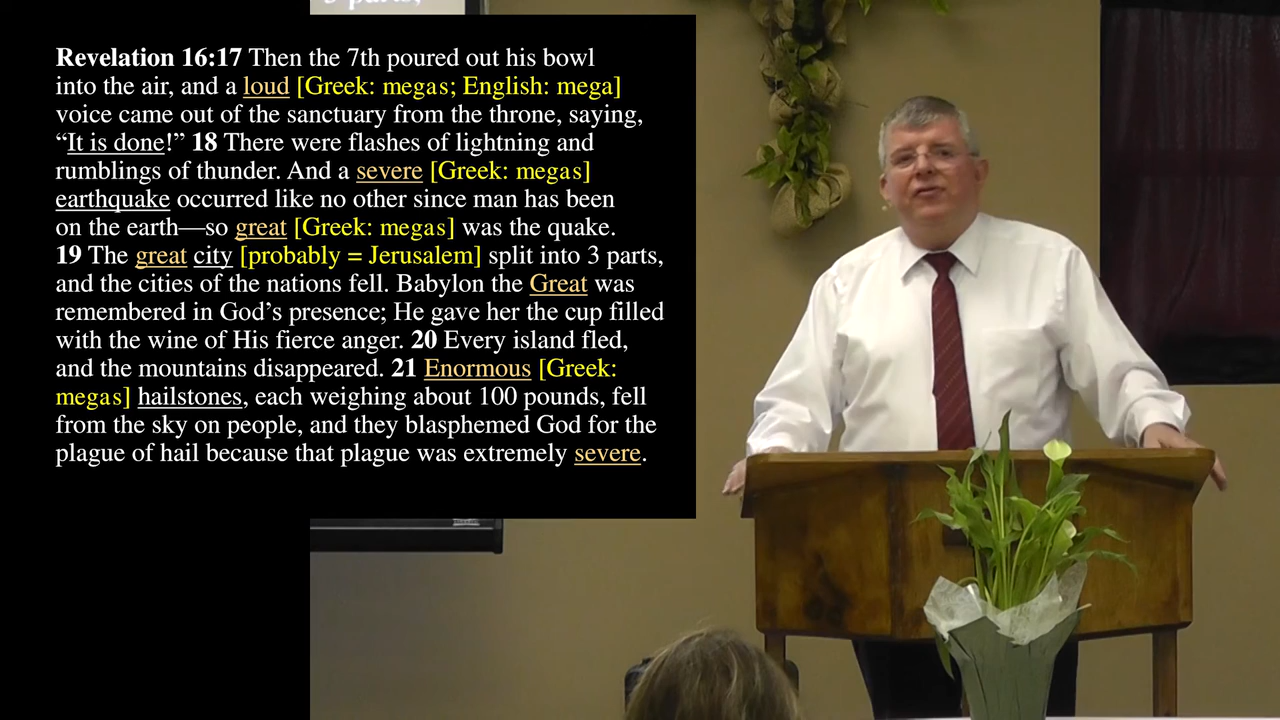 3 parts,
Revelation 16:17 Then the 7th poured out his bowl
into the air, and a loud [Greek: megas; English: mega]
voice came out of the sanctuary from the throne, saying,
“It is done!” 18 There were flashes of lightning and
rumblings of thunder. And a severe [Greek: megas]
earthquake occurred like no other since man has been
on the earth—so great [Greek: megas] was the quake.
19 The great city [probably = Jerusalem] split into 3 parts,
and the cities of the nations fell. Babylon the Great was
remembered in God’s presence; He gave her the cup filled
with the wine of His fierce anger. 20 Every island fled,
and the mountains disappeared. 21 Enormous [Greek:
megas] hailstones, each weighing about 100 pounds, fell
from the sky on people, and they blasphemed God for the
plague of hail because that plague was extremely severe.